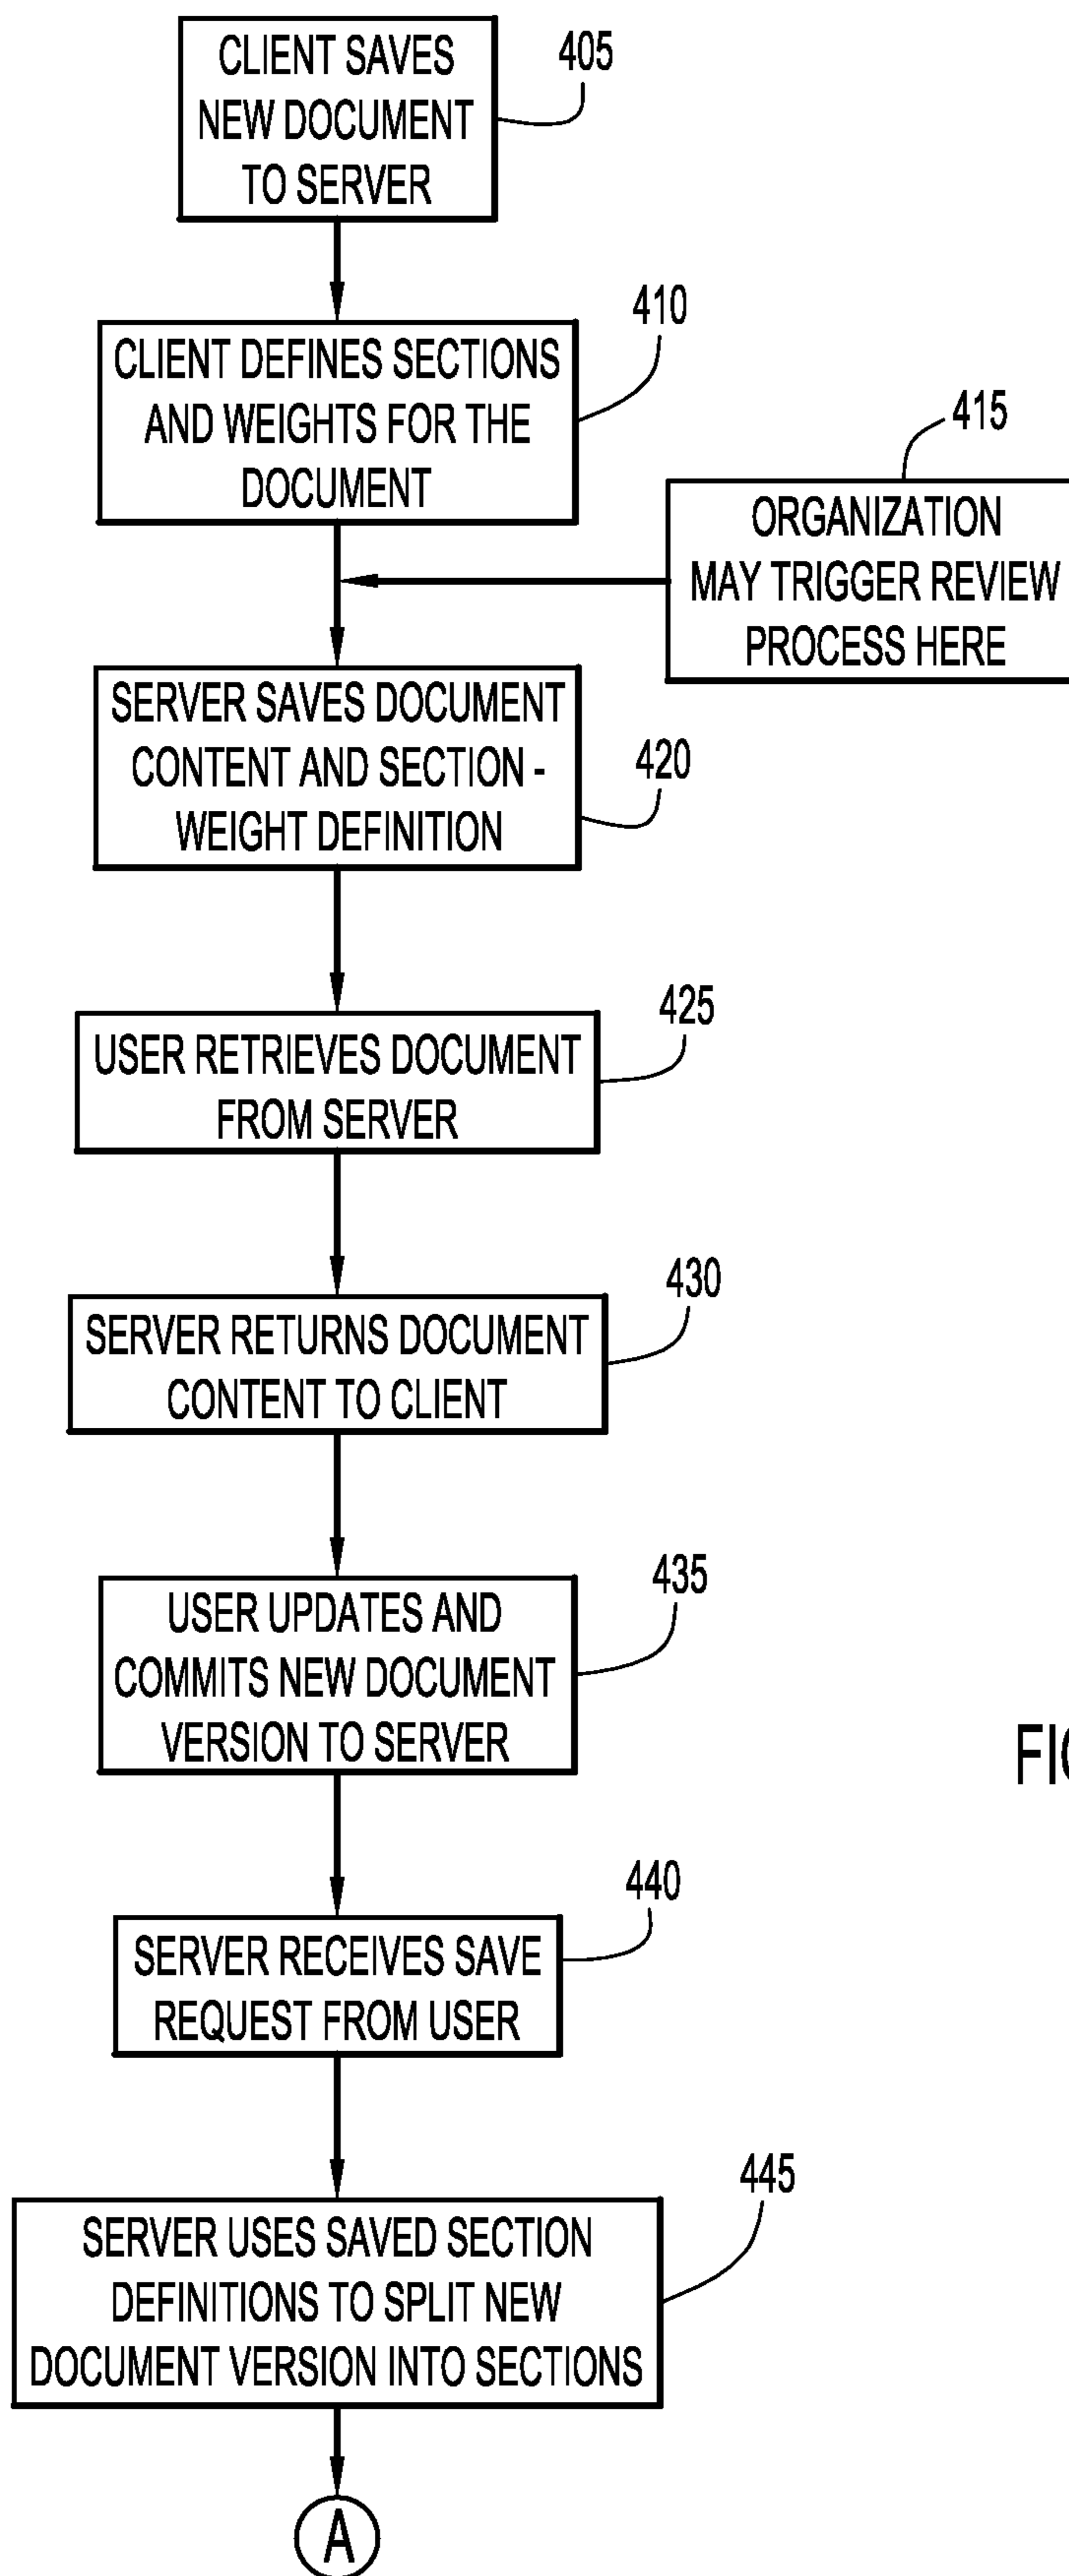 CLIENT SAVES
NEW DOCUMENT
TO SERVER
405
CLIENT DEFINES SECTIONS
AND WEIGHTS FOR THE
DOCUMENT
410
415
ORGANIZATION
MAY TRIGGER REVIEW
PROCESS HERE
SERVER SAVES DOCUMENT
CONTENT AND SECTION -
WEIGHT DEFINITION
420
USER RETRIEVES DOCUMENT
FROM SERVER
425
SERVER RETURNS DOCUMENT
CONTENT TO CLIENT
430
USER UPDATES AND
COMMITS NEW DOCUMENT
VERSION TO SERVER
435
SERVER RECEIVES SAVE
REQUEST FROM USER
440
SERVER USES SAVED SECTION
DEFINITIONS TO SPLIT NEW
DOCUMENT VERSION INTO SECTIONS
445
A